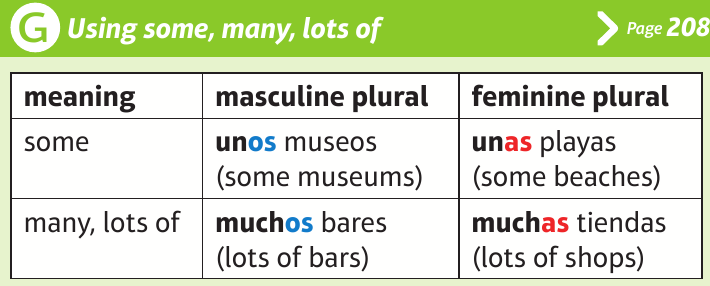 G Using some, many, lots of Page 208
meaning masculine plural feminine plural
some unos museos unas playas
(some museums) (some beaches)
many, lots of muchos bares muchas tiendas
(lots of bars) (lots of shops)